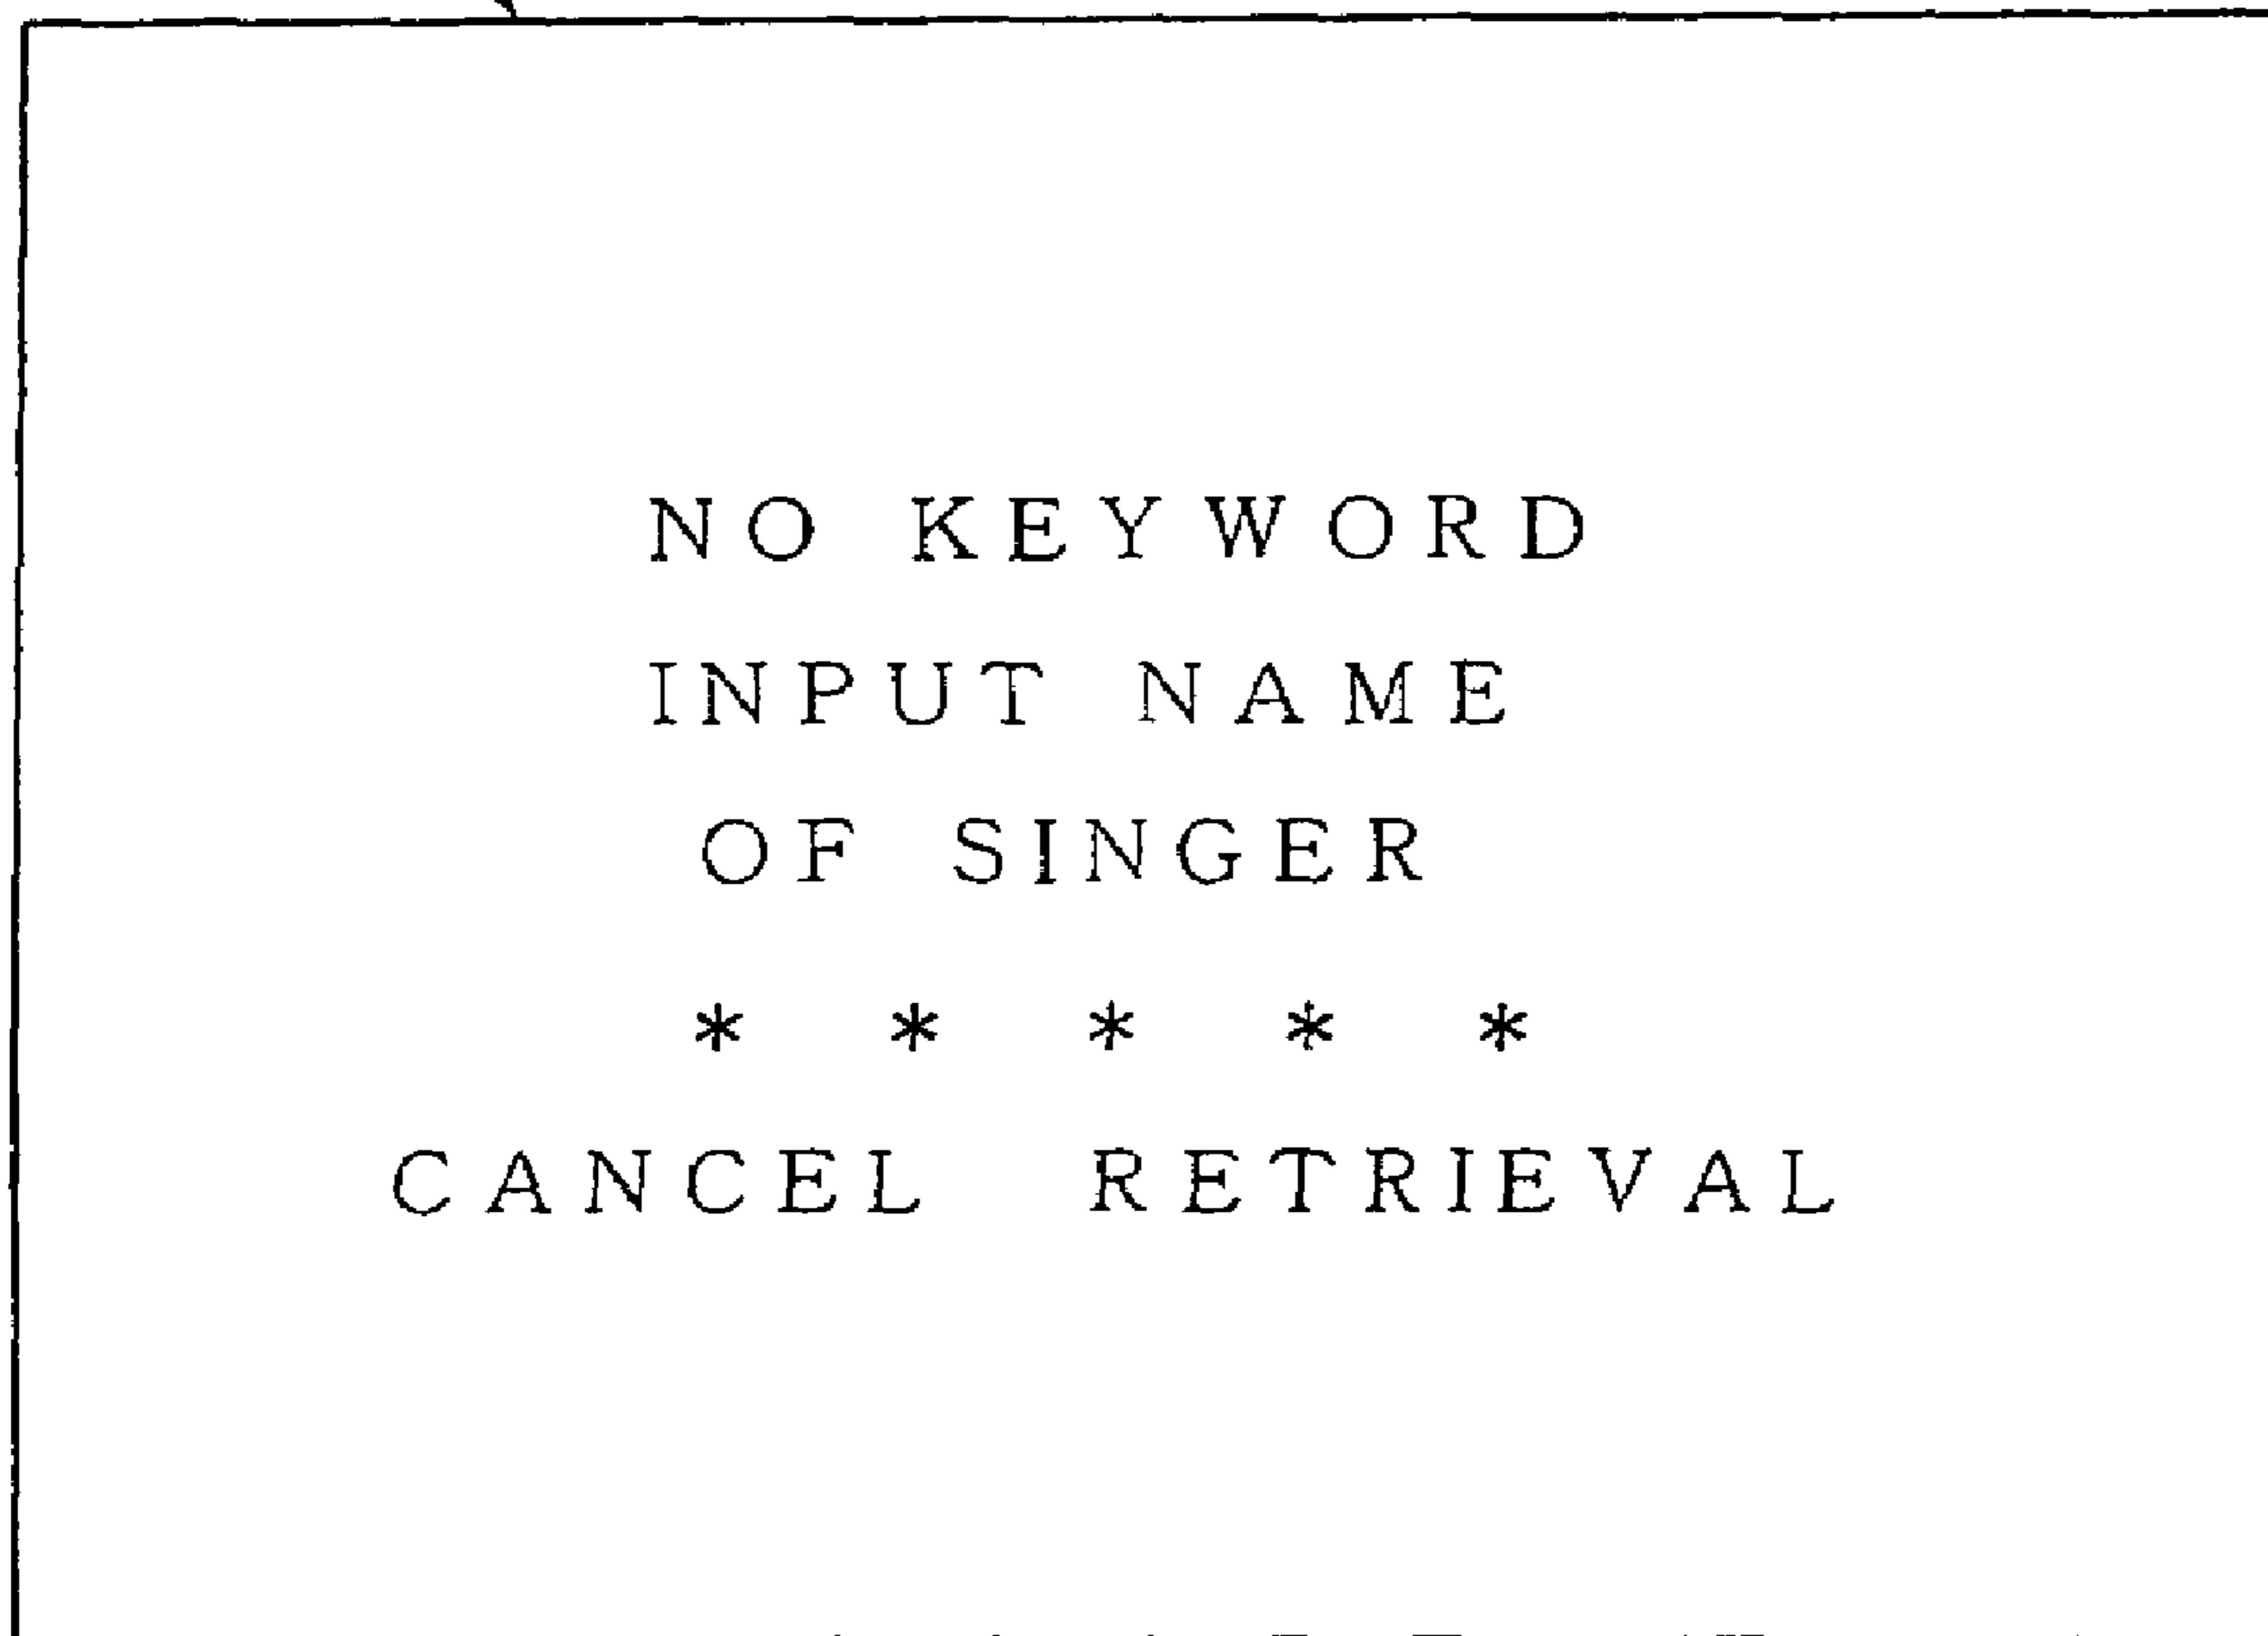 NO KEYWORD
INPUT NAME
OF SINGER
* * * * *
CANCEL RETRIEVAL